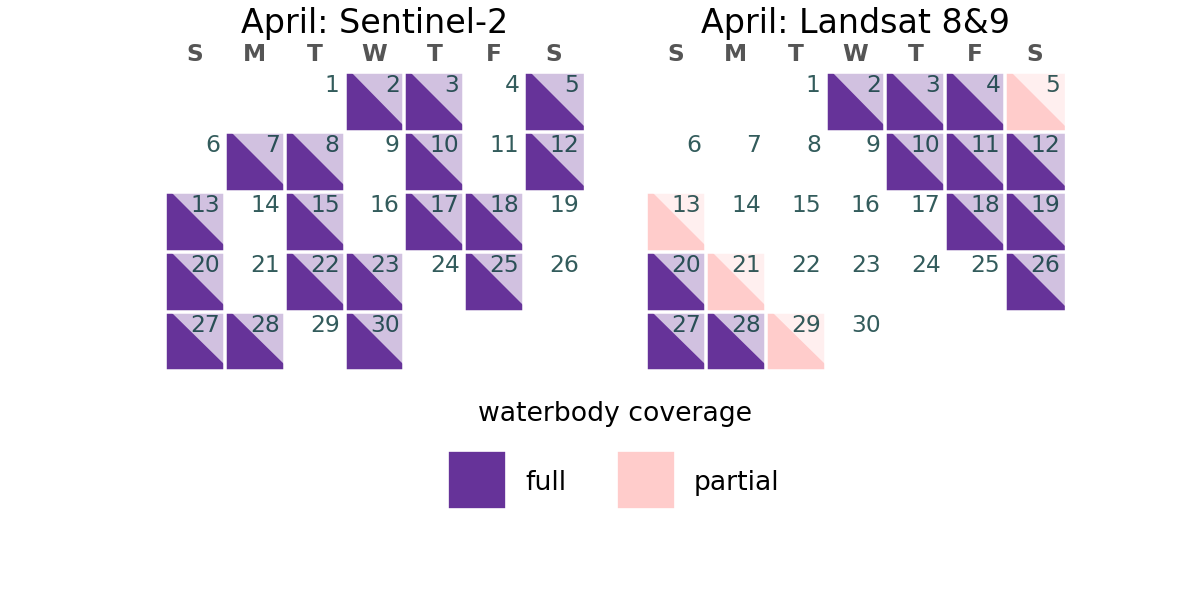 April: Sentinel-2
S M T W T F S
1 2 3 4 5
6 7 8 9 10 11 12
13 14 15 16 17 18 19
20 21 22 23 24 25 26
27 28 29 30
April: Landsat 8&9
S M T W T F S
1 2 3 4 5
6 7 8 9 10 11 12
13 14 15 16 17 18 19
20 21 22 23 24 25 26
27 28 29 30
waterbody coverage
full partial